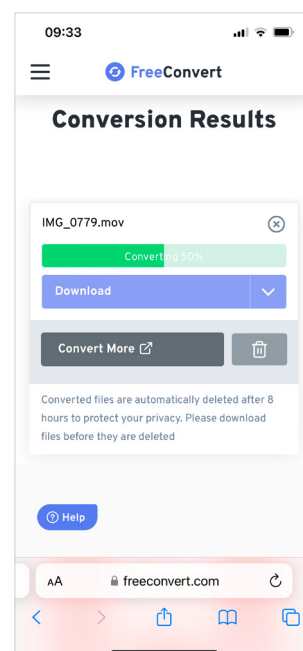 09:33
FreeConvert
Conversion Results
IMG_0779.mov
Converting 50%
Download
Convert More
Converted files are automatically deleted after 8
hours to protect your privacy. Please download
files before they are deleted
Help
AA
freeconvert.com